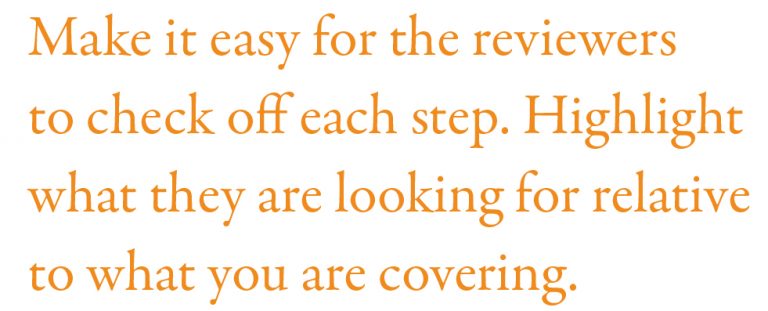 Make it easy for the reviewers
to check off each step. Highlight
what they are looking for relative
to what you are covering.